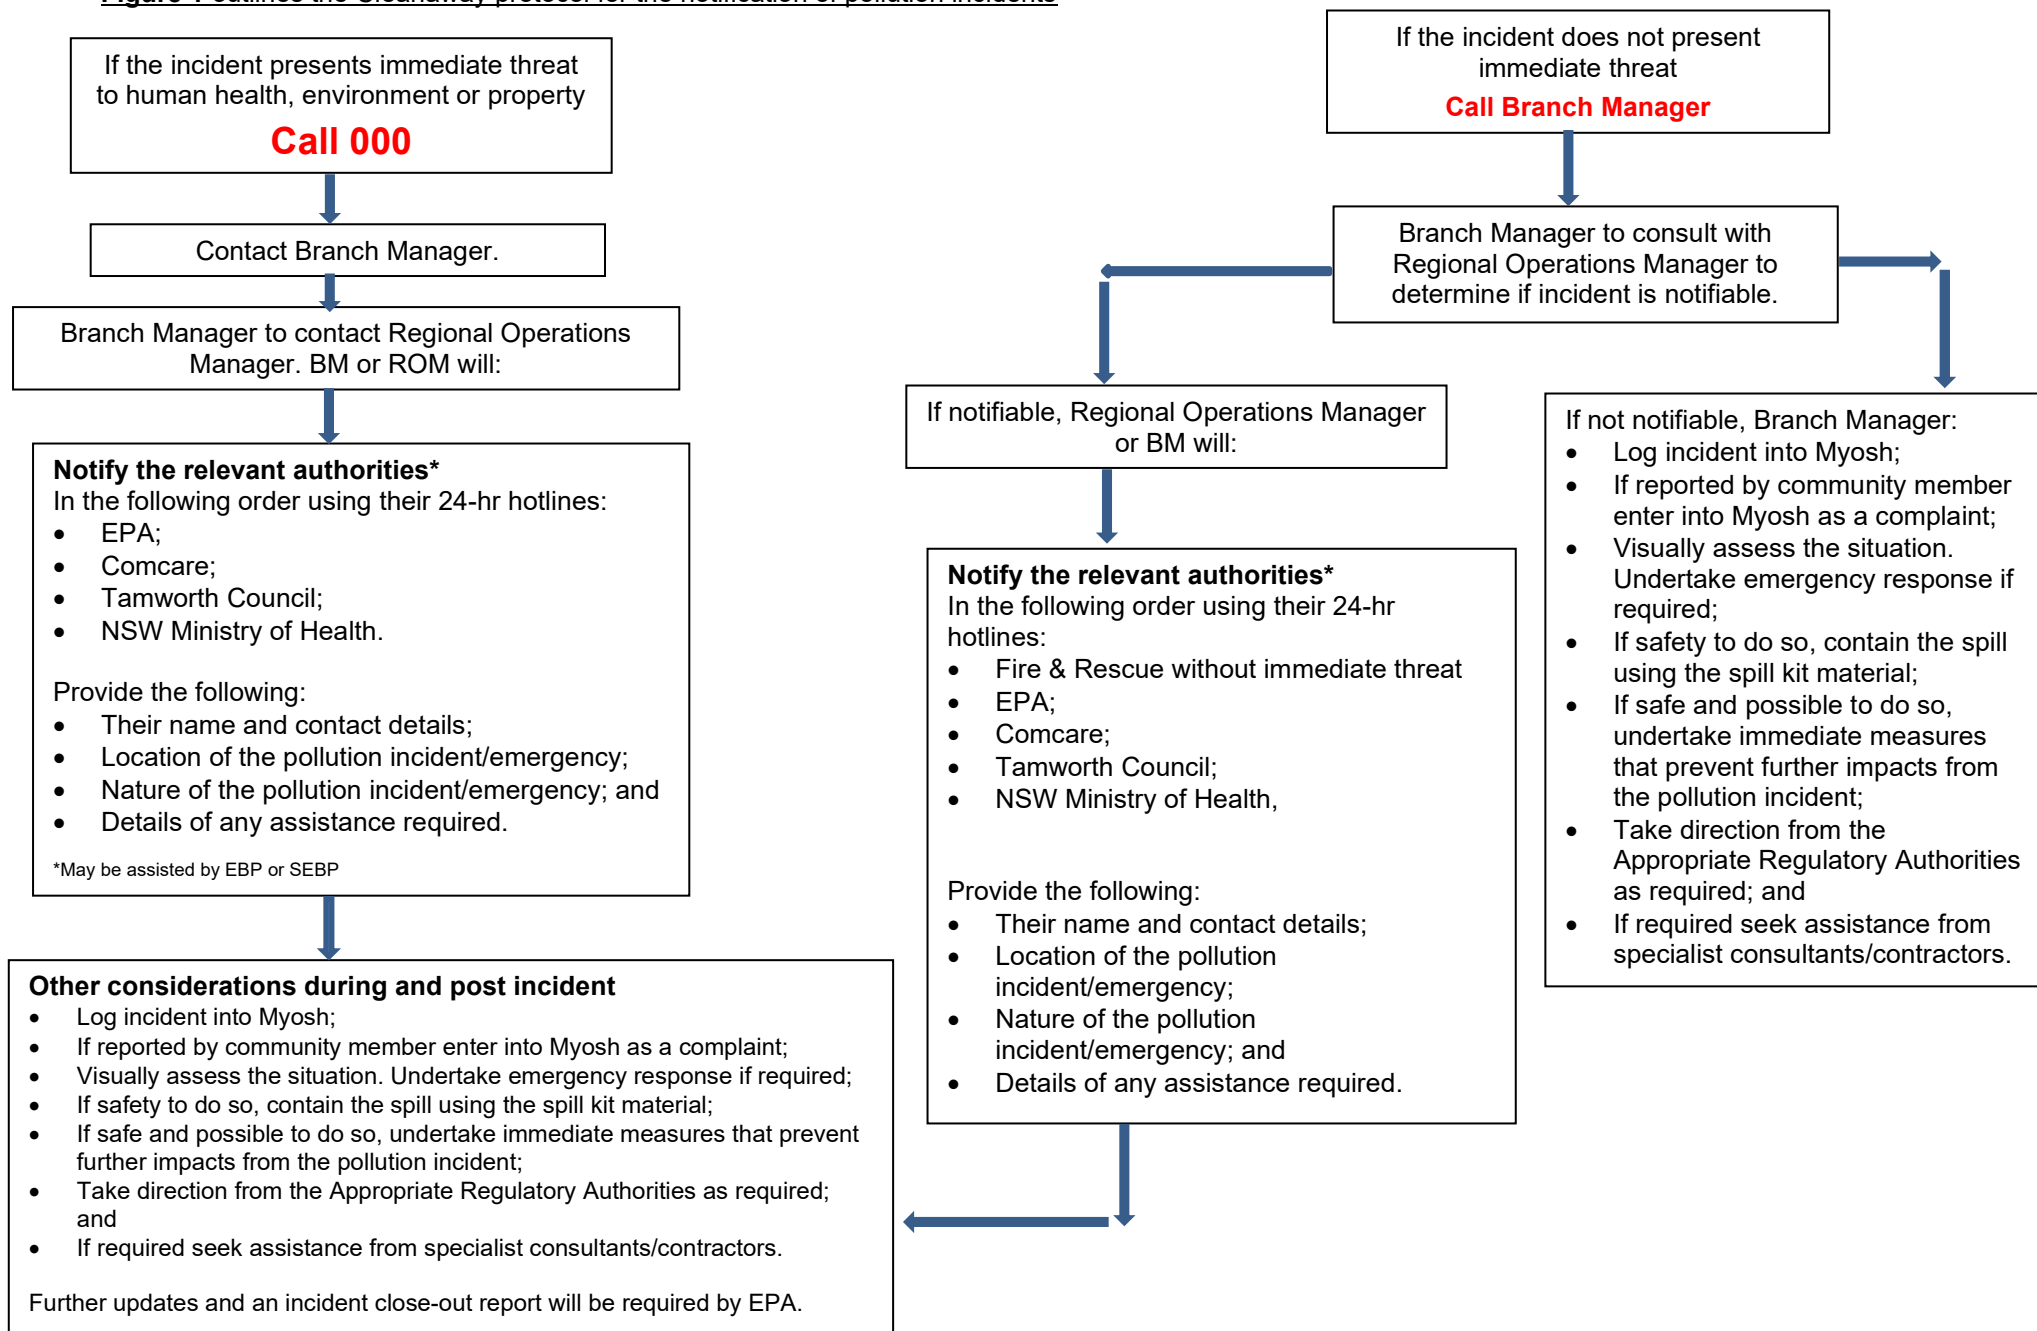 Figure 1 outlines the Cleanaway protocol for the notification of pollution incidents
If the incident presents immediate threat
to human health, environment or property
Call 000
Contact Branch Manager.
Branch Manager to contact Regional Operations
Manager. BM or ROM will:
Notify the relevant authorities*
In the following order using their 24-hr hotlines:
• EPA;
• Comcare;
• Tamworth Council;
• NSW Ministry of Health.
Provide the following:
• Their name and contact details;
• Location of the pollution incident/emergency;
• Nature of the pollution incident/emergency; and
• Details of any assistance required.
*May be assisted by EBP or SEBP
Other considerations during and post incident
• Log incident into Myosh;
• If reported by community member enter into Myosh as a complaint;
• Visually assess the situation. Undertake emergency response if required;
• If safety to do so, contain the spill using the spill kit material;
• If safe and possible to do so, undertake immediate measures that prevent
further impacts from the pollution incident;
• Take direction from the Appropriate Regulatory Authorities as required;
and
• If required seek assistance from specialist consultants/contractors.
Further updates and an incident close-out report will be required by EPA.
If the incident does not present
immediate threat
Call Branch Manager
Branch Manager to consult with
Regional Operations Manager to
determine if incident is notifiable.
If notifiable, Regional Operations Manager
or BM will:
Notify the relevant authorities*
In the following order using their 24-hr
hotlines:
• Fire & Rescue without immediate threat
• EPA;
• Comcare;
• Tamworth Council;
• NSW Ministry of Health,
Provide the following:
• Their name and contact details;
• Location of the pollution
incident/emergency;
• Nature of the pollution
incident/emergency; and
• Details of any assistance required.
If not notifiable, Branch Manager:
• Log incident into Myosh;
• If reported by community member
enter into Myosh as a complaint;
• Visually assess the situation.
Undertake emergency response if
required;
• If safety to do so, contain the spill
using the spill kit material;
• If safe and possible to do so,
undertake immediate measures
that prevent further impacts from
the pollution incident;
• Take direction from the
Appropriate Regulatory Authorities
as required; and
• If required seek assistance from
specialist consultants/contractors.